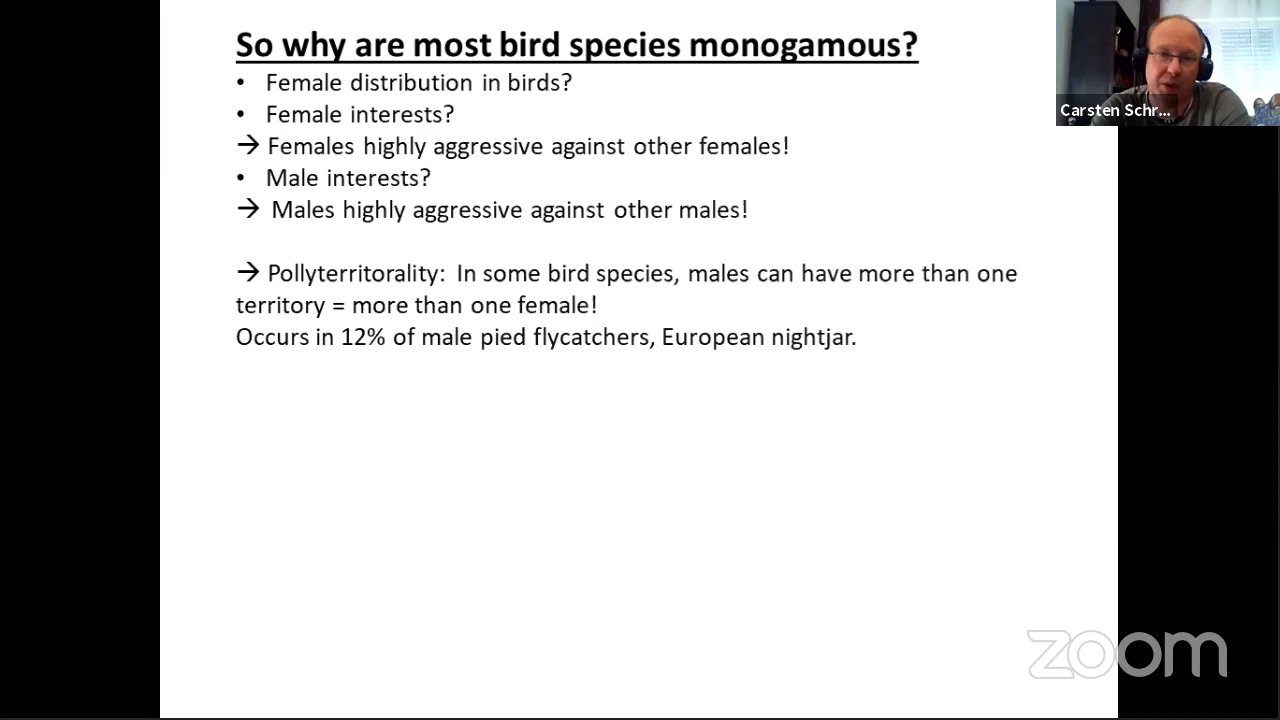 So why are most bird species monogamous?
• Female distribution in birds?
• Female interests?
→ Females highly aggressive against other females!
• Male interests?
→ Males highly aggressive against other males!
→ Pollyterritorality: In some bird species, males can have more than one
territory = more than one female!
Occurs in 12% of male pied flycatchers, European nightjar.
Carsten Schr...
zoom